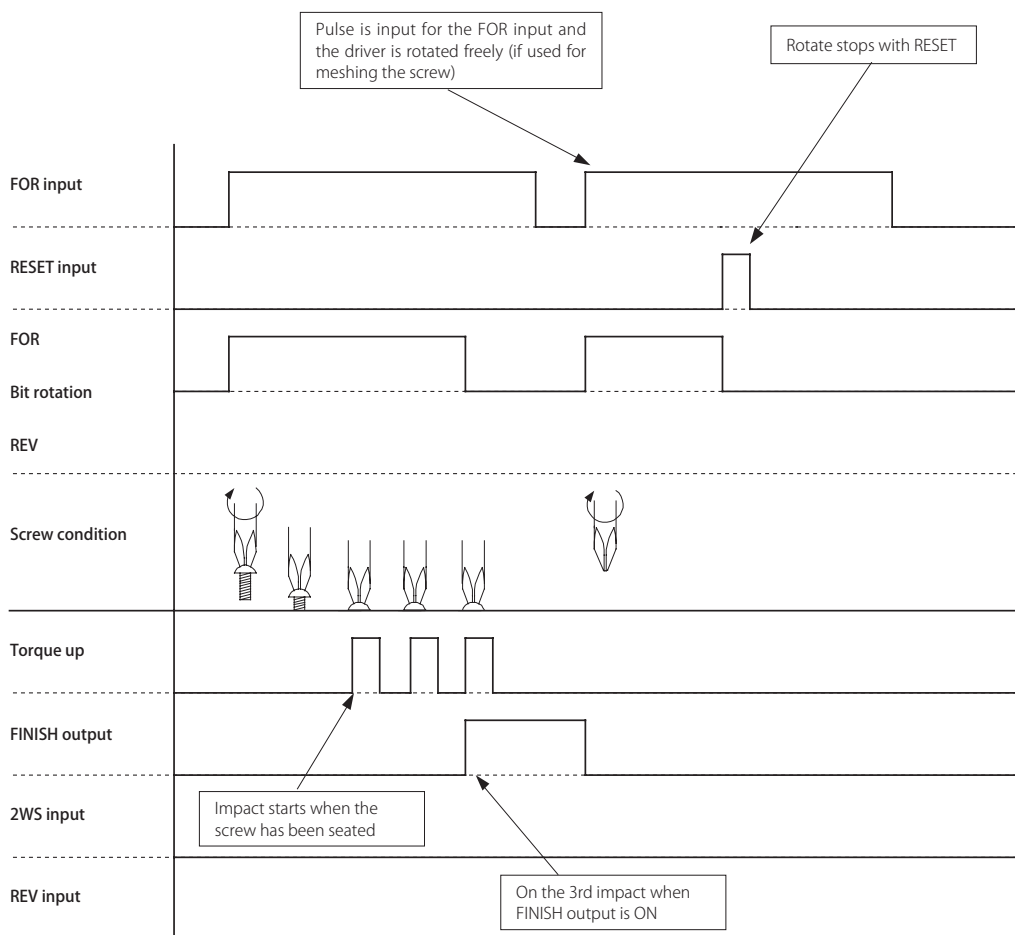 Pulse is input for the FOR input and
the driver is rotated freely (if used for
meshing the screw)
Rotate stops with RESET
FOR input
RESET input
FOR
Bit rotation
REV
Screw condition
Torque up
FINISH output
Impact starts when the
screw has been seated
2WS input
On the 3rd impact when
FINISH output is ON
REV input